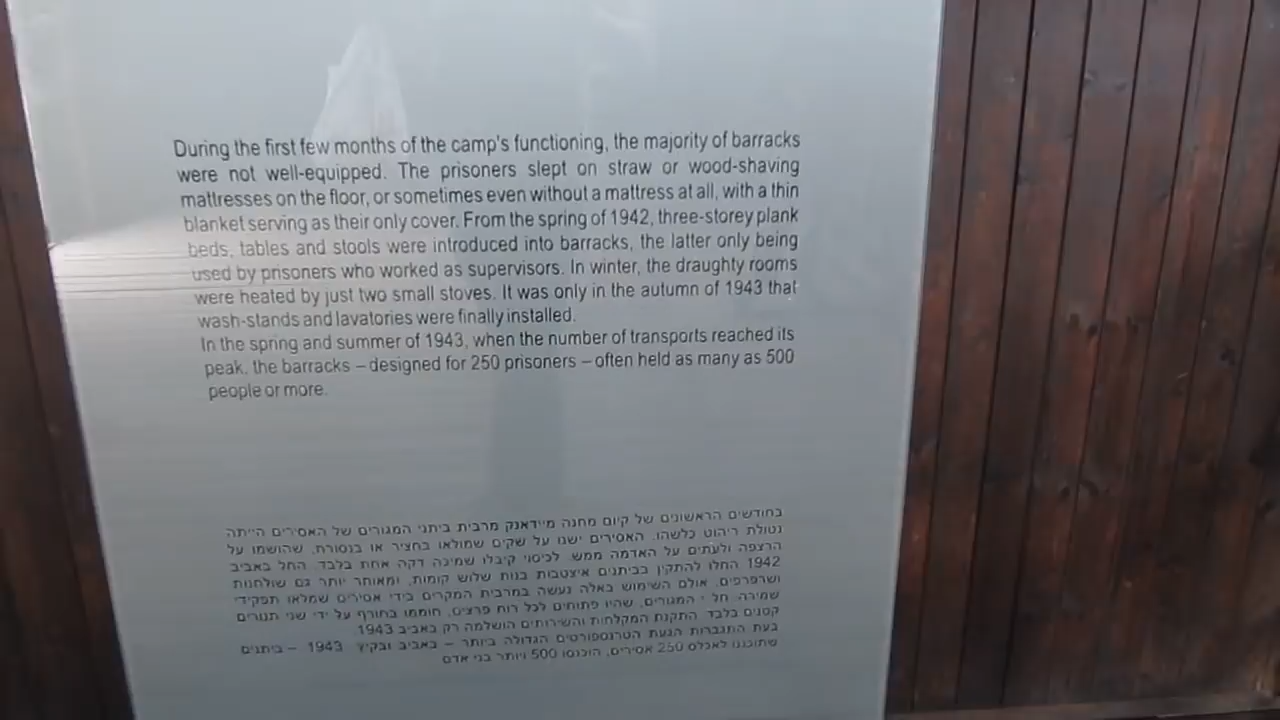 During the first few months of the camp's functioning, the majority of barracks
were not well-equipped. The prisoners slept on straw or wood-shaving
mattresses on the floor, or sometimes even without a mattress at all, with a thin
blanket serving as their only cover. From the spring of 1942, three-storey plank
beds, tables and stools were introduced into barracks, the latter only being
used by prisoners who worked as supervisors. In winter, the draughty rooms
were heated by just two small stoves. It was only in the autumn of 1943 that
wash-stands and lavatories were finally installed.
In the spring and summer of 1943, when the number of transports reached its
peak, the barracks – designed for 250 prisoners – often held as many as 500
people or more.
בחודשים הראשונים של קיום מחנה מיידאנק מרבית ביתני המגורים של האסירים הייתה
נטולת ריהוט כלשהו. האסירים ישנו על שקים שמולאו בחציר או בנסורת, שהושמו על
הרצפה ולעתים על האדמה ממש. לכיסוי קיבלו שמיכה דקה אחת בלבד. החל באביב
1942 החלו להתקין בביתנים איצטבות בנות שלוש קומות, ומאוחר יותר גם שולחנות
ושרפרפים, אולם השימוש באלה נעשה במרבית המקרים בידי אסירים שמלאו תפקידי
שמירה. המגורים, שהיו פתוחים לכל רוח פרצים, חוממו בחורף על ידי שני תנורים
קטנים בלבד. התקנת המקלחות והשירותים הושלמה רק באביב 1943.
בעת התגברות הגעת הטרנספורטים הגדולה ביותר – באביב ובקיץ 1943 – ביתנים
שתוכננו לאכלס 250 אסירים, הוכנסו 500 ויותר בני אדם